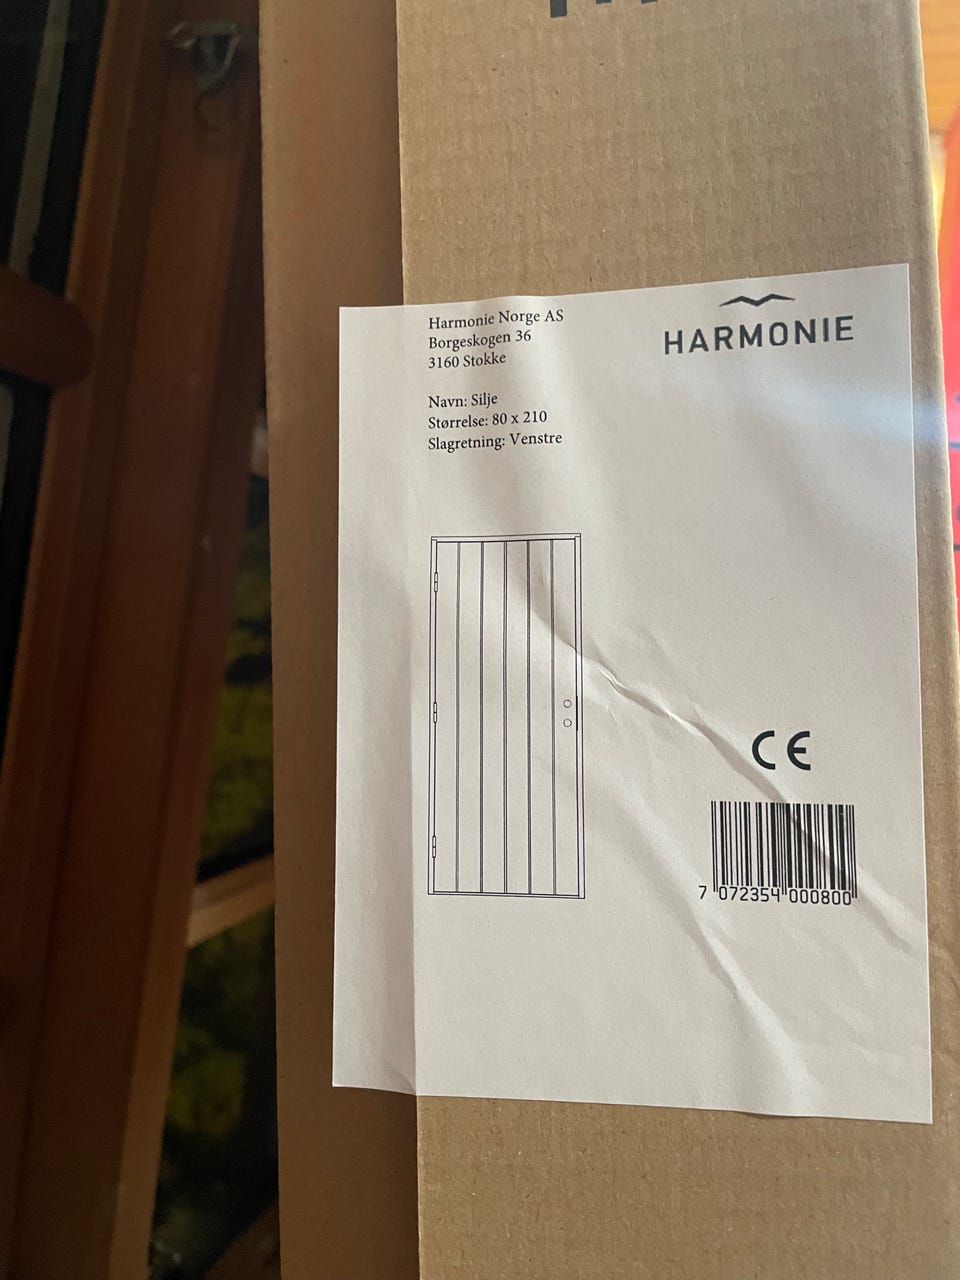 Harmonie Norge AS
Borgeskogen 36
3160 Stokke
HARMONIE
Navn: Silje
Størrelse: 80 x 210
Slagretning: Venstre
CE
7 072354 000800